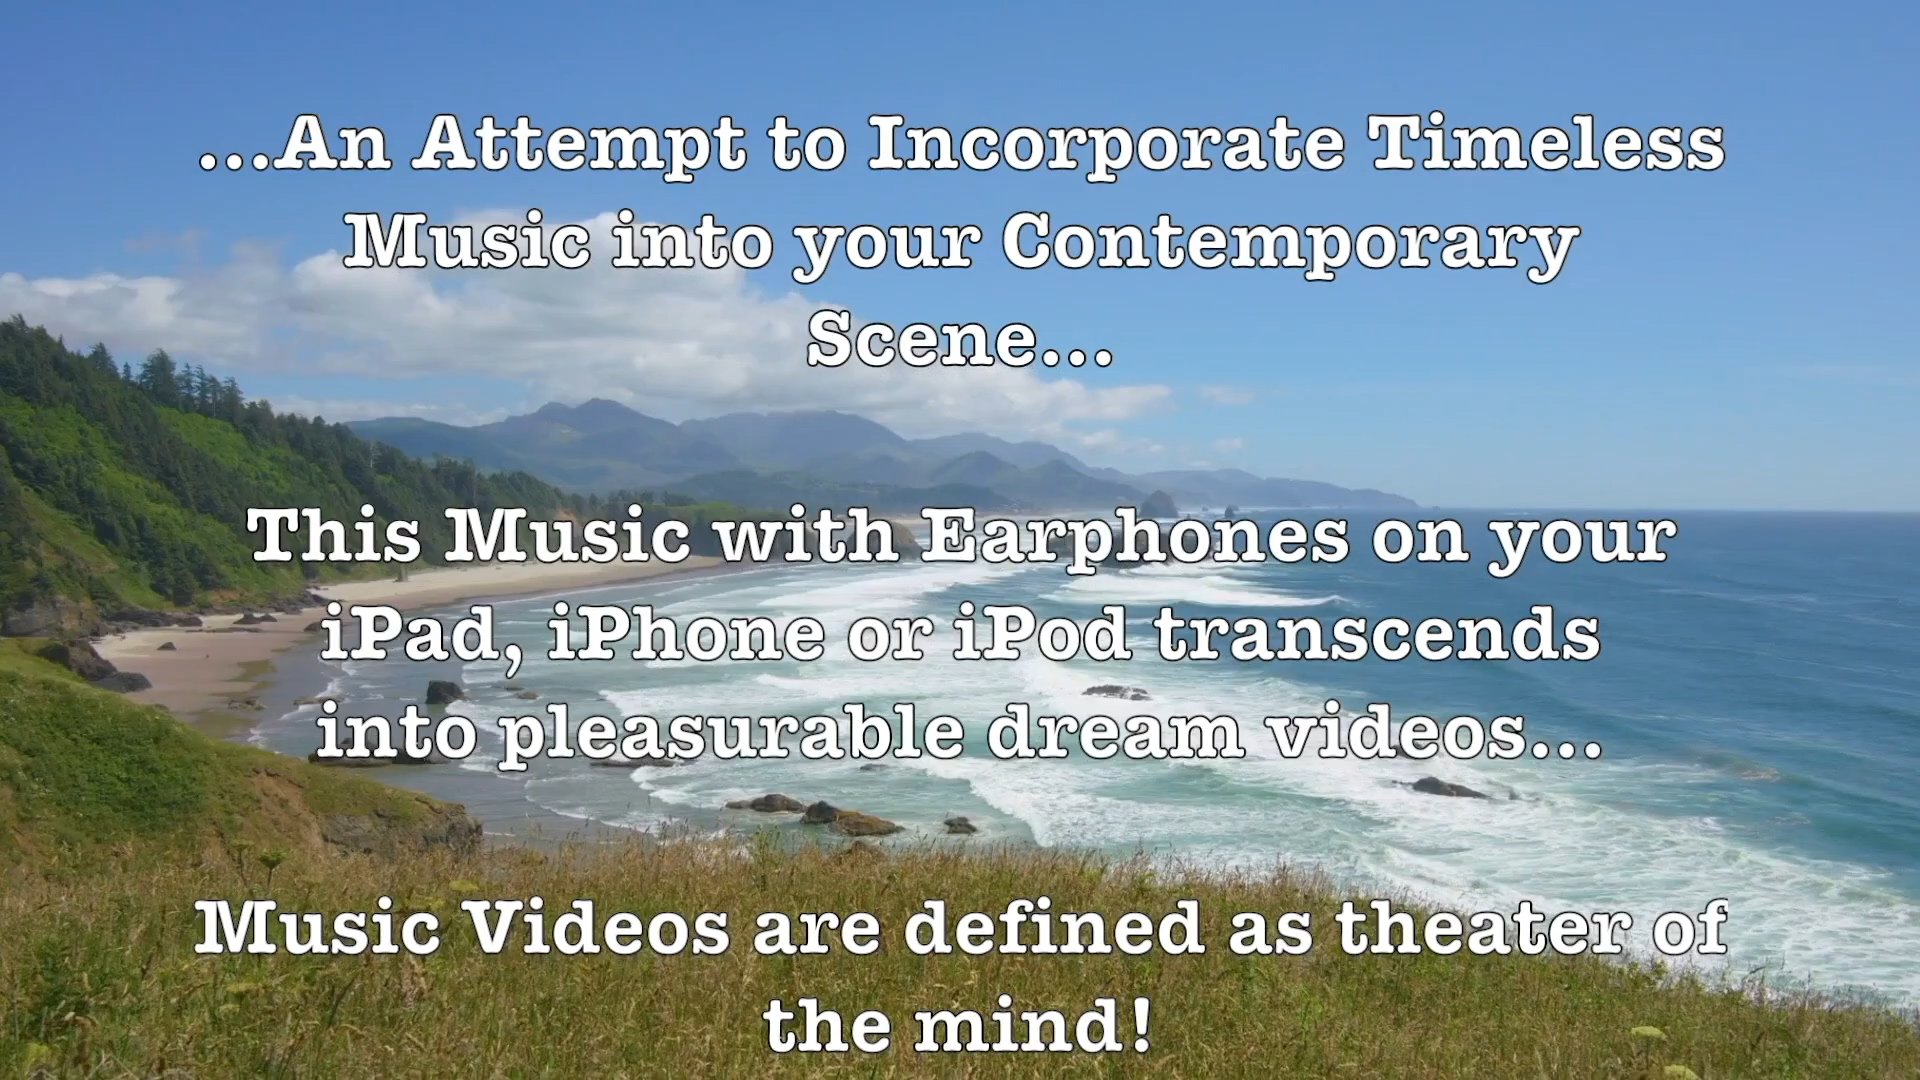 ...An Attempt to Incorporate Timeless
Music into your Contemporary
Scene...
This Music with Earphones on your
iPad, iPhone or iPod transcends
into pleasurable dream videos...
Music Videos are defined as theater of
the mind!